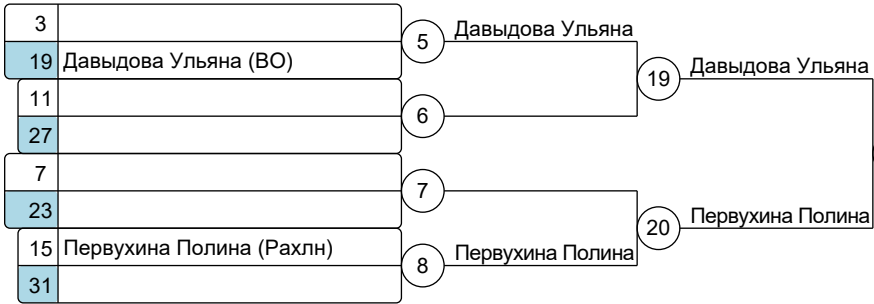 3
5 Давыдова Ульяна
19 Давыдова Ульяна (ВО)
19 Давыдова Ульяна
11
6
27
7
7
23
20 Первухина Полина
15 Первухина Полина (Рахлн)
8 Первухина Полина
31